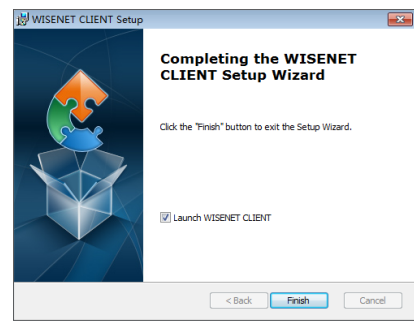 WISENET CLIENT Setup
Completing the WISENET
CLIENT Setup Wizard
Click the "Finish" button to exit the Setup Wizard.
Launch WISENET CLIENT
< Back
Finish
Cancel